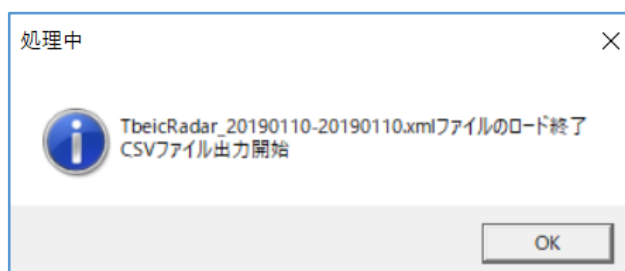 処理中
TbeicRadar_20190110-20190110.xmlファイルのロード終了
CSVファイル出力開始
OK